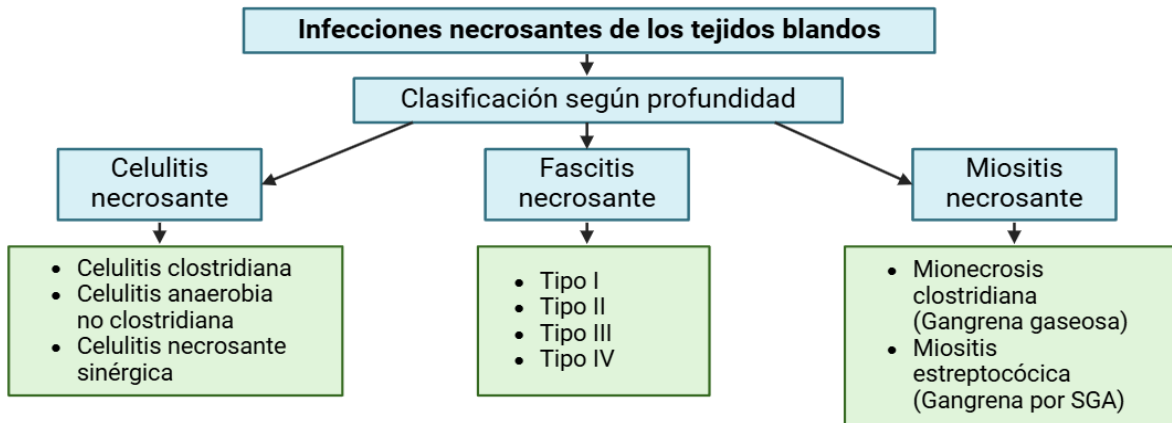 Infecciones necrosantes de los tejidos blandos
Clasificación según profundidad
Celulitis
necrosante
Fascitis
necrosante
Miositis
necrosante
• Celulitis clostridiana
• Celulitis anaerobia
no clostridiana
• Celulitis necrosante
sinérgica
• Tipo I
• Tipo II
• Tipo III
• Tipo IV
• Mionecrosis
clostridiana
(Gangrena gaseosa)
• Miositis
estreptocócica
(Gangrena por SGA)